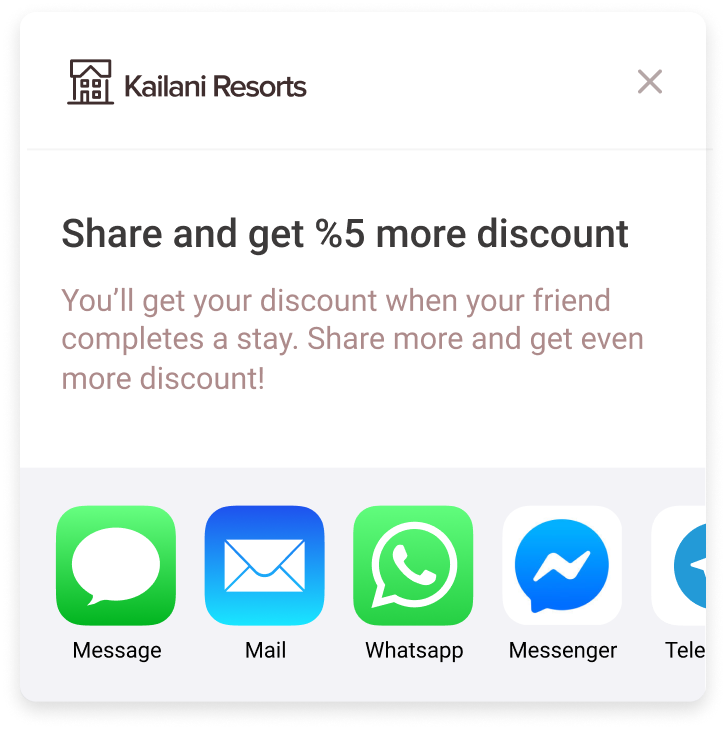 Kailani Resorts
Share and get %5 more discount
You’ll get your discount when your friend
completes a stay. Share more and get even
more discount!
Message Mail Whatsapp Messenger Tele